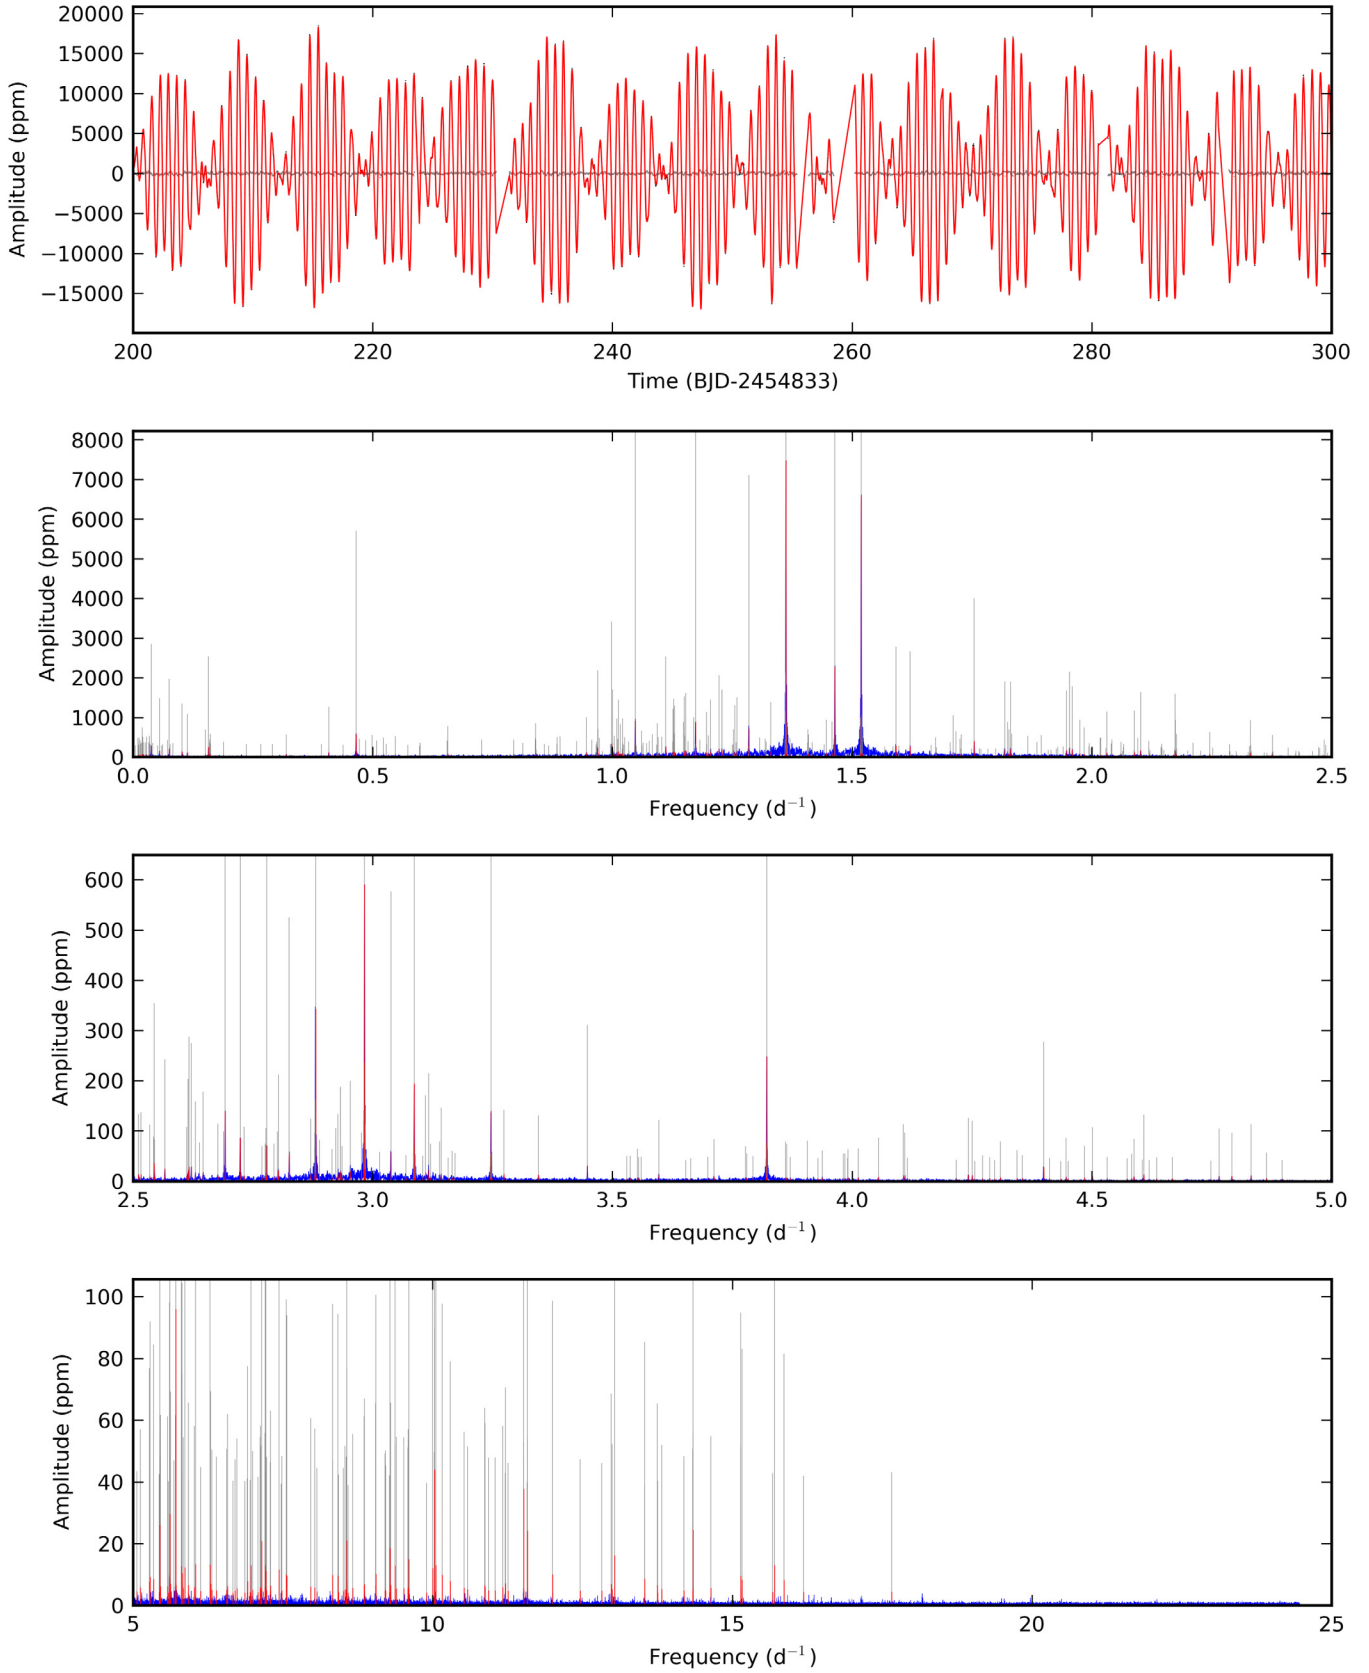 20000
15000
10000
5000
0
−5000
−10000
−15000
Amplitude (ppm)
200 220 240 260 280 300
Time (BJD-2454833)
8000
7000
6000
5000
4000
3000
2000
1000
0
Amplitude (ppm)
0.0 0.5 1.0 1.5 2.0 2.5
Frequency (d⁻¹)
600
500
400
300
200
100
0
Amplitude (ppm)
2.5 3.0 3.5 4.0 4.5 5.0
Frequency (d⁻¹)
100
80
60
40
20
0
Amplitude (ppm)
5 10 15 20 25
Frequency (d⁻¹)